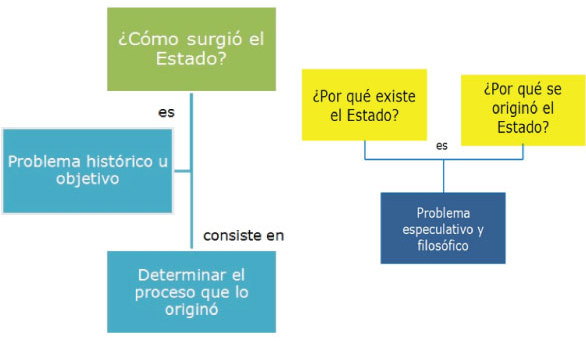 ¿Cómo surgió el
Estado?
es
Problema histórico u
objetivo
consiste en
Determinar el
proceso que lo
originó
¿Por qué existe
el Estado?
¿Por qué se
originó el
Estado?
es
Problema
especulativo y
filosófico